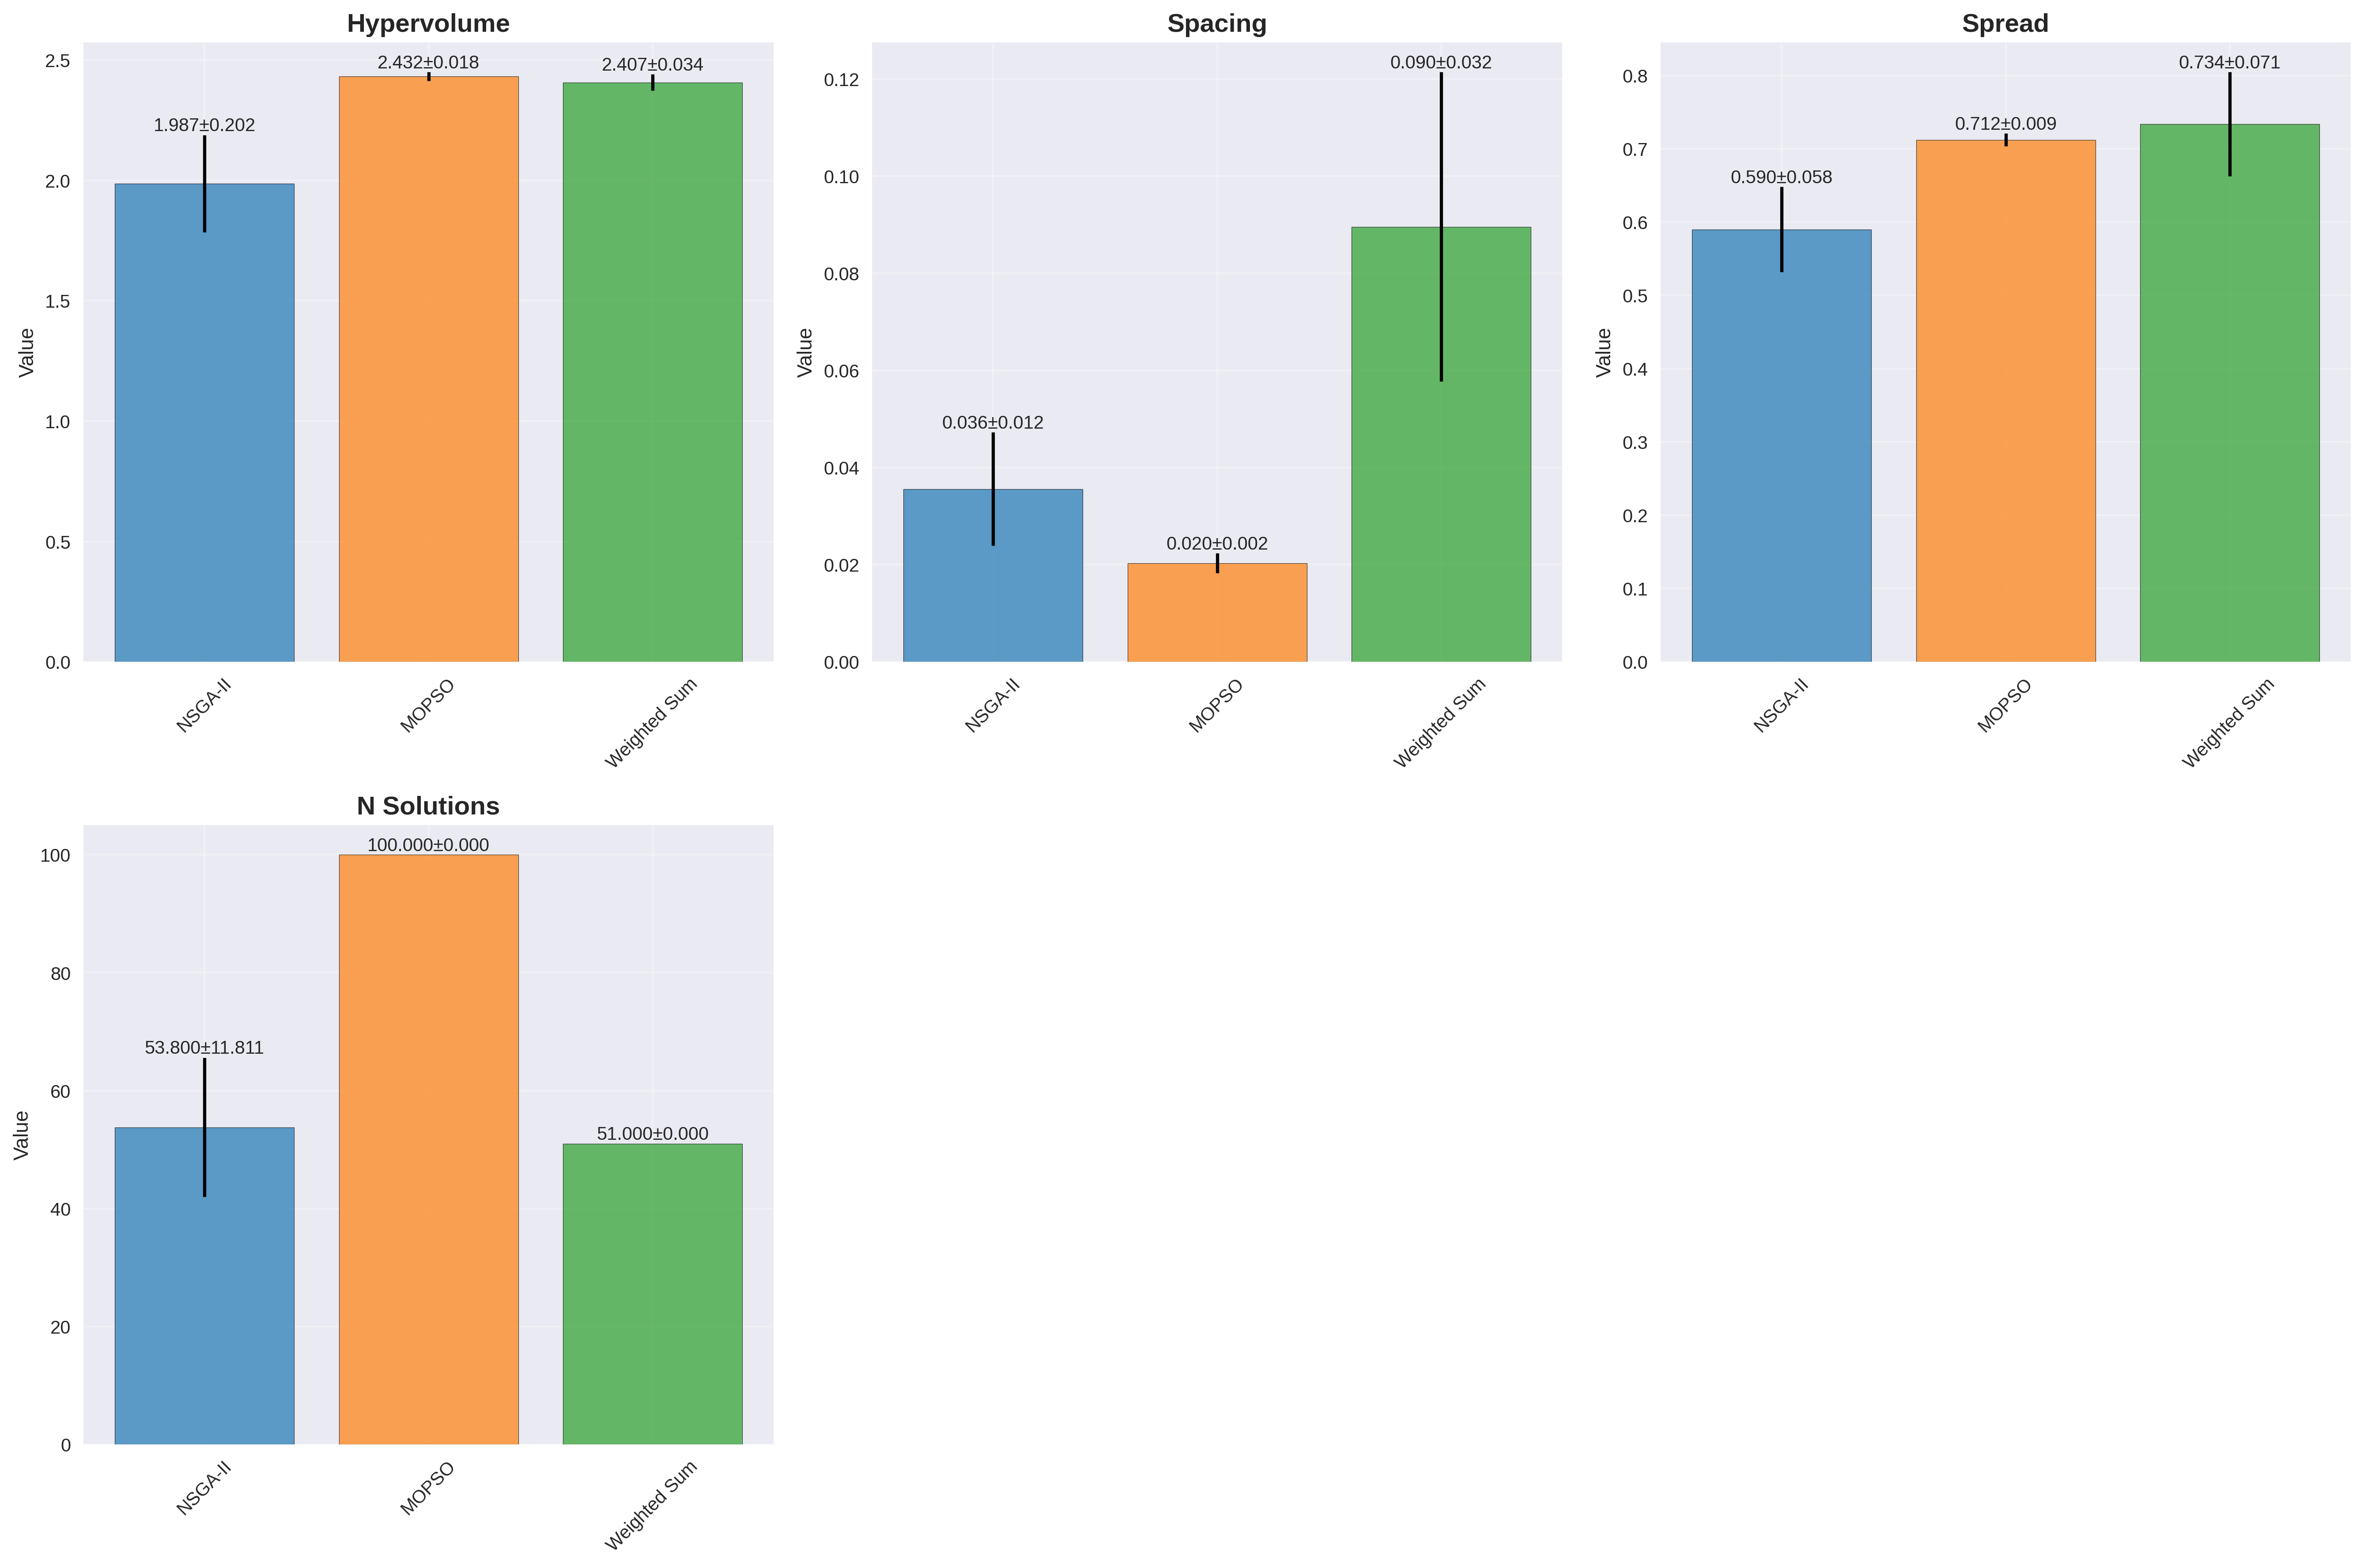 Hypervolume
Value
2.5
2.0
1.5
1.0
0.5
0.0
1.987±0.202
2.432±0.018
2.407±0.034
NSGA-II
MOPSO
Weighted Sum
Spacing
Value
0.12
0.10
0.08
0.06
0.04
0.02
0.00
0.036±0.012
0.020±0.002
0.090±0.032
NSGA-II
MOPSO
Weighted Sum
Spread
Value
0.8
0.7
0.6
0.5
0.4
0.3
0.2
0.1
0.0
0.590±0.058
0.712±0.009
0.734±0.071
NSGA-II
MOPSO
Weighted Sum
N Solutions
Value
100
80
60
40
20
0
53.800±11.811
100.000±0.000
51.000±0.000
NSGA-II
MOPSO
Weighted Sum